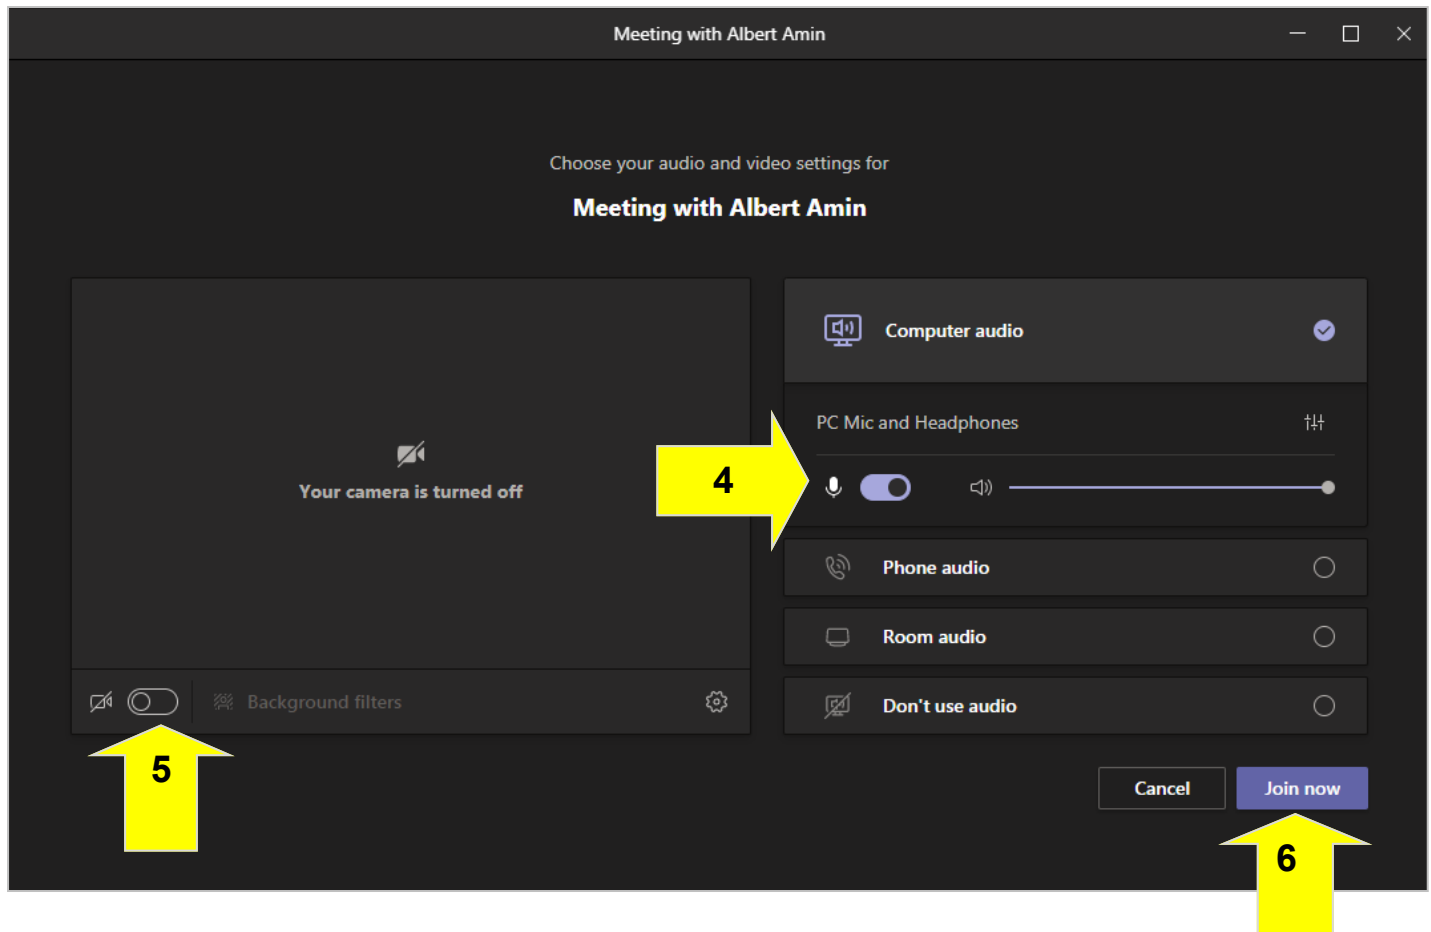 Meeting with Albert Amin
Choose your audio and video settings for
Meeting with Albert Amin
Your camera is turned off
Background filters
Computer audio
PC Mic and Headphones
4
Phone audio
Room audio
Don't use audio
5
Cancel
Join now
6